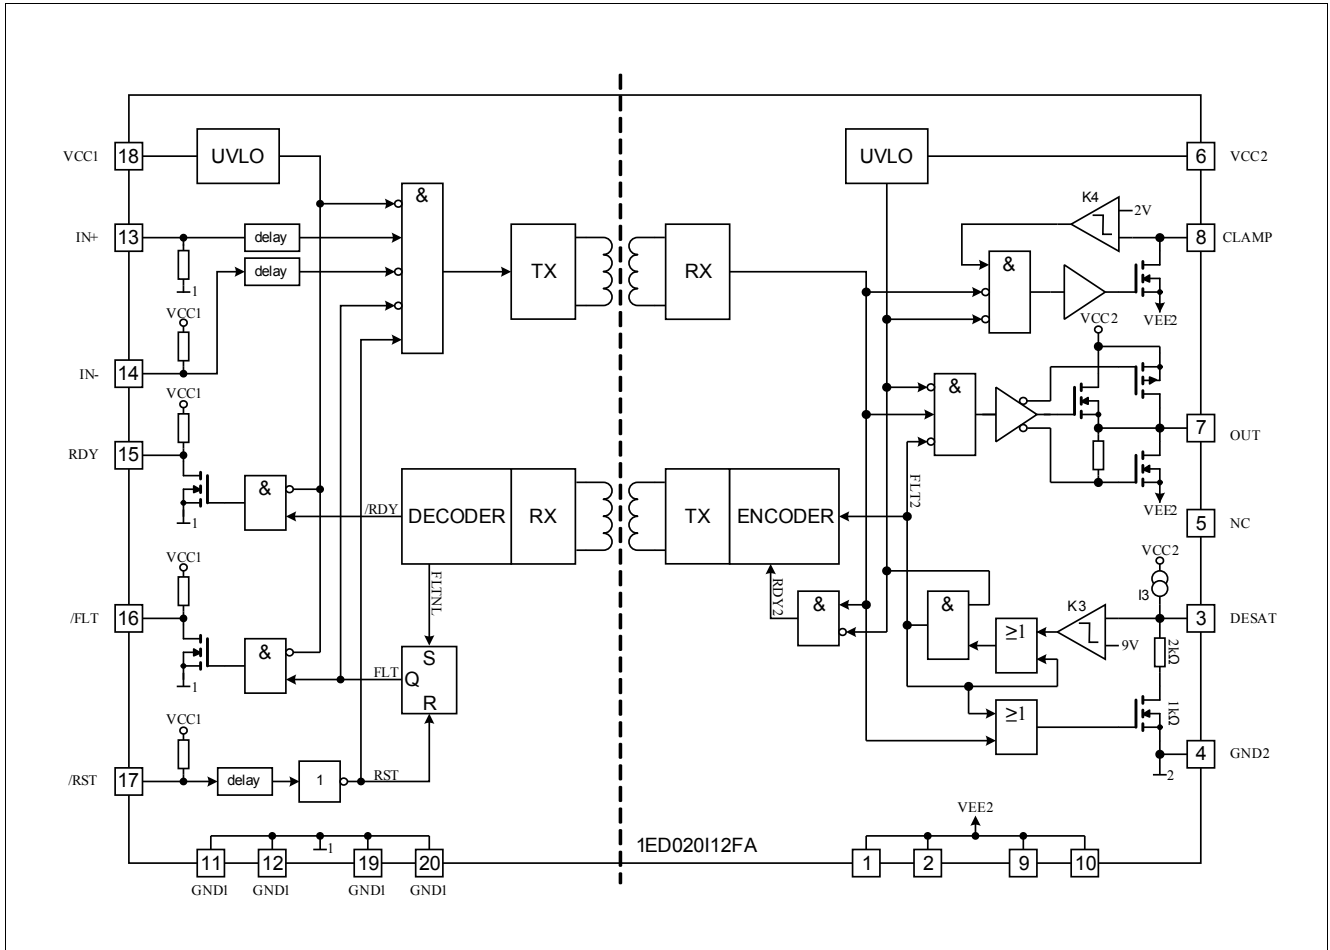 VCC1
18
UVLO
IN+
13
delay
1
delay
VCC1
IN-
14
&
TX
RX
UVLO
6
VCC2
K4
2V
8
CLAMP
&
VEE2
VCC2
&
7
OUT
VEE2
VCC1
RDY
15
&
1
/RDY
DECODER
RX
TX
ENCODER
FLT2
5
NC
VCC1
/FLT
16
&
1
FLTNL
FLT
S
Q
R
RDY2
&
&
≥1
K3
9V
VCC2
I3
3
DESAT
2kΩ
1kΩ
≥1
4
GND2
2
VCC1
/RST
17
delay
1
RST
1
11
12
19
20
GND1
GND1
GND1
GND1
1ED020I12FA
VEE2
1
2
9
10